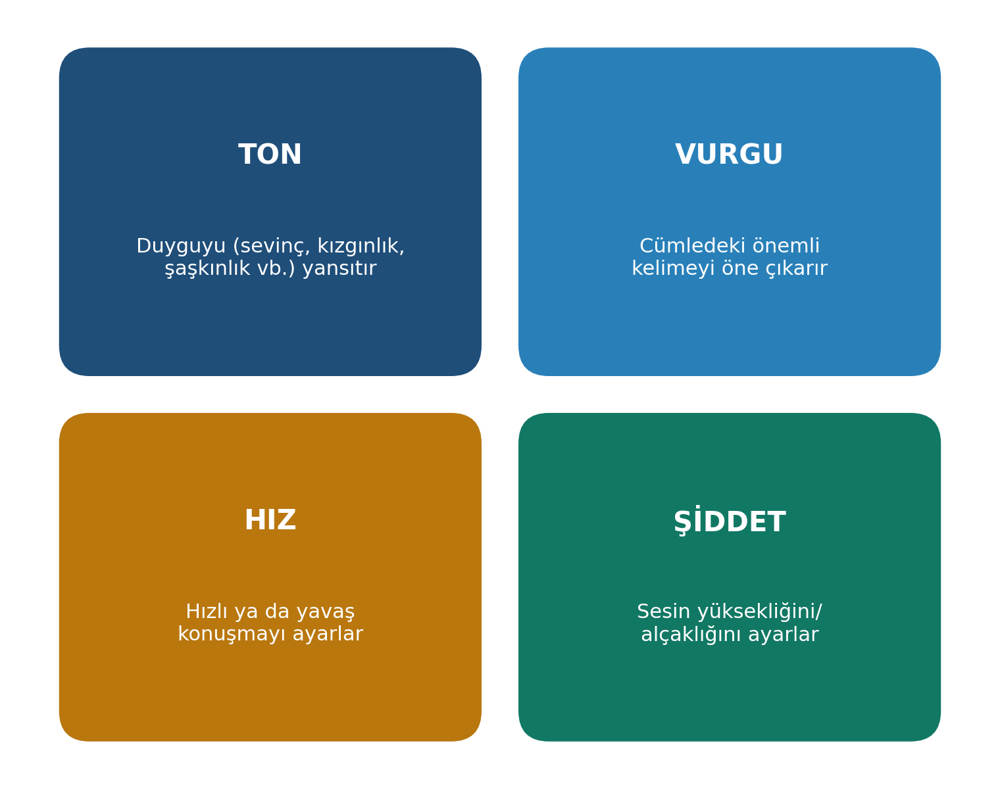 TON
Duyguyu (sevinç, kızgınlık,
şaşkınlık vb.) yansıtır
VURGU
Cümledeki önemli
kelimeyi öne çıkarır
HIZ
Hızlı ya da yavaş
konuşmayı ayarlar
ŞİDDET
Sesin yüksekliğini/
alçaklığını ayarlar